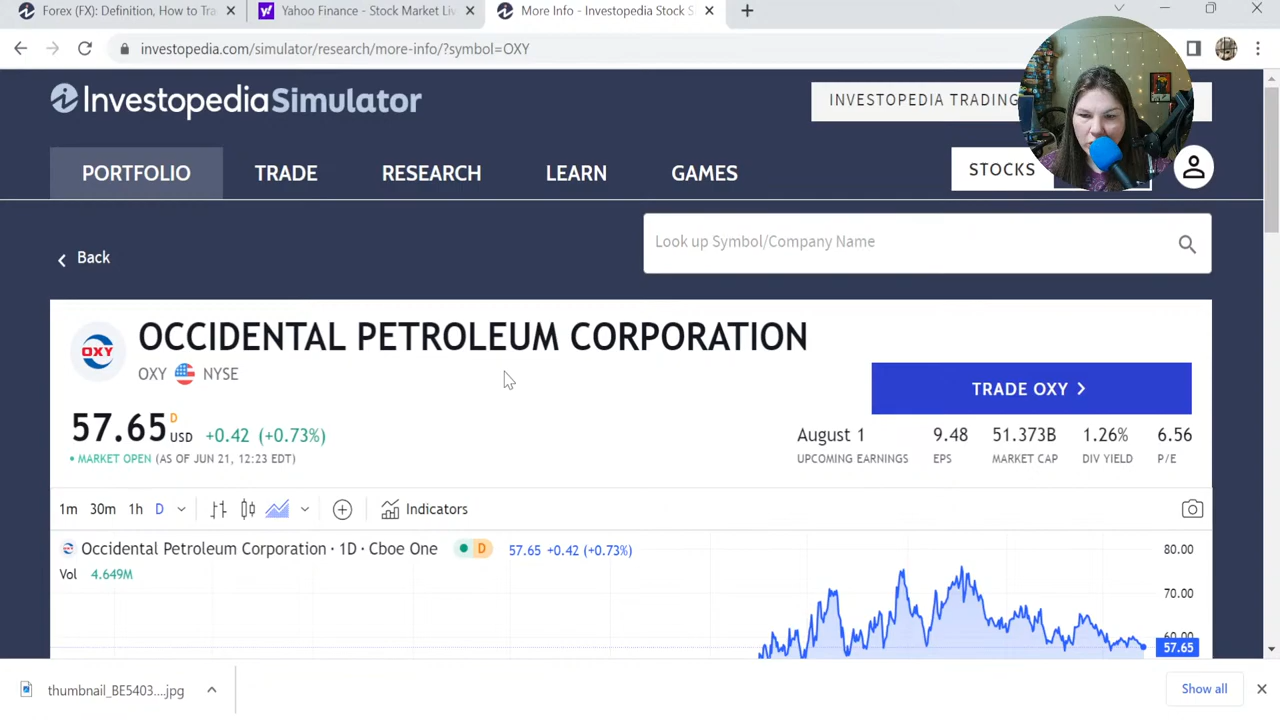 Forex (FX): Definition, How to Tra
Yahoo Finance - Stock Market Liv
More Info - Investopedia Stock S
investopedia.com/simulator/research/more-info/?symbol=OXY
InvestopediaSimulator
INVESTOPEDIA TRADING
PORTFOLIO TRADE RESEARCH LEARN GAMES
STOCKS
Back
Look up Symbol/Company Name
OXY
OCCIDENTAL PETROLEUM CORPORATION
OXY NYSE
TRADE OXY
57.65 D USD +0.42 (+0.73%)
August 1 9.48 51.373B 1.26% 6.56
• MARKET OPEN (AS OF JUN 21, 12:23 EDT)
UPCOMING EARNINGS EPS MARKET CAP DIV YIELD P/E
1m 30m 1h D Indicators
Occidental Petroleum Corporation · 1D · Cboe One D 57.65 +0.42 (+0.73%)
80.00
Vol 4.649M
70.00
60.00
57.65
thumbnail_BE5403....jpg
Show all